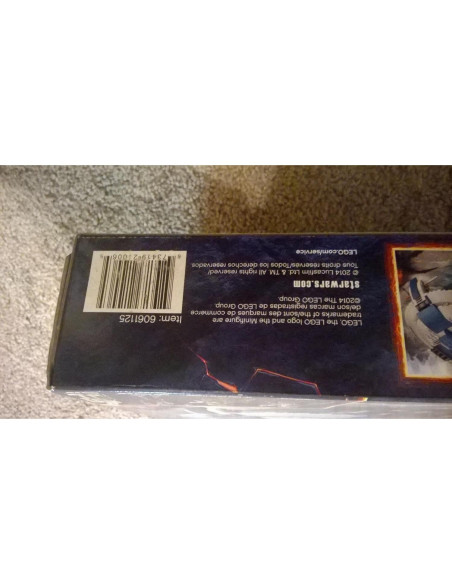 LEGO, the LEGO logo and the Minifigure are
trademarks of the/sont des marques de commerce
de/son marcas registradas de LEGO Group.
©2014 The LEGO Group.
starwars.com
© 2014 Lucasfilm Ltd. & TM. All rights reserved/
Tous droits réservés/Todos los derechos reservados
LEGO.com/service
Item: 6061125